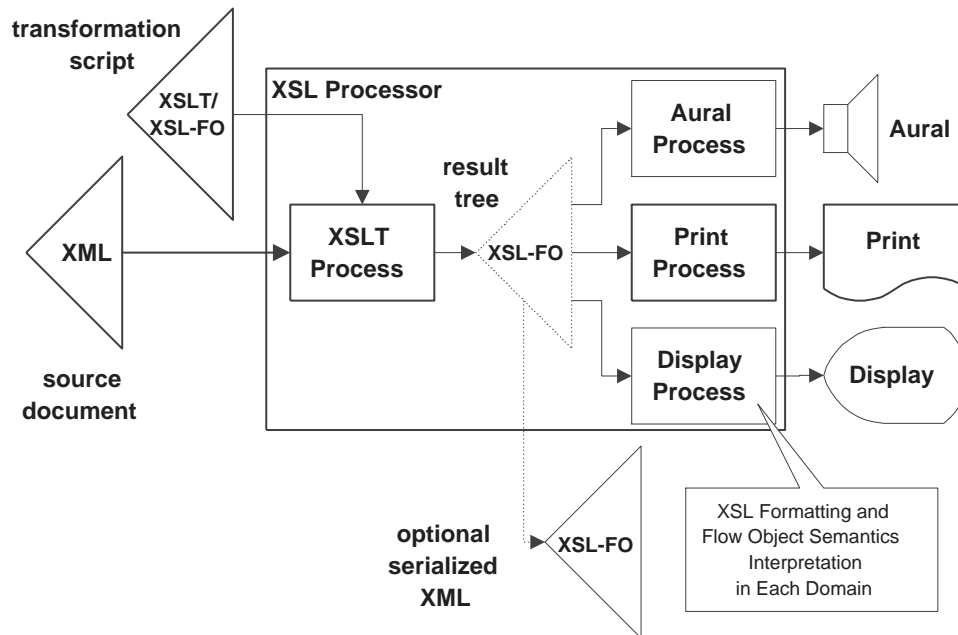 transformation
script
XSLT/
XSL-FO
XSL Processor
Aural
Process
Aural
result
tree
XML
XSLT
Process
XSL-FO
Print
Process
Print
source
document
Display
Process
Display
optional
serialized
XML
XSL-FO
XSL Formatting and
Flow Object Semantics
Interpretation
in Each Domain